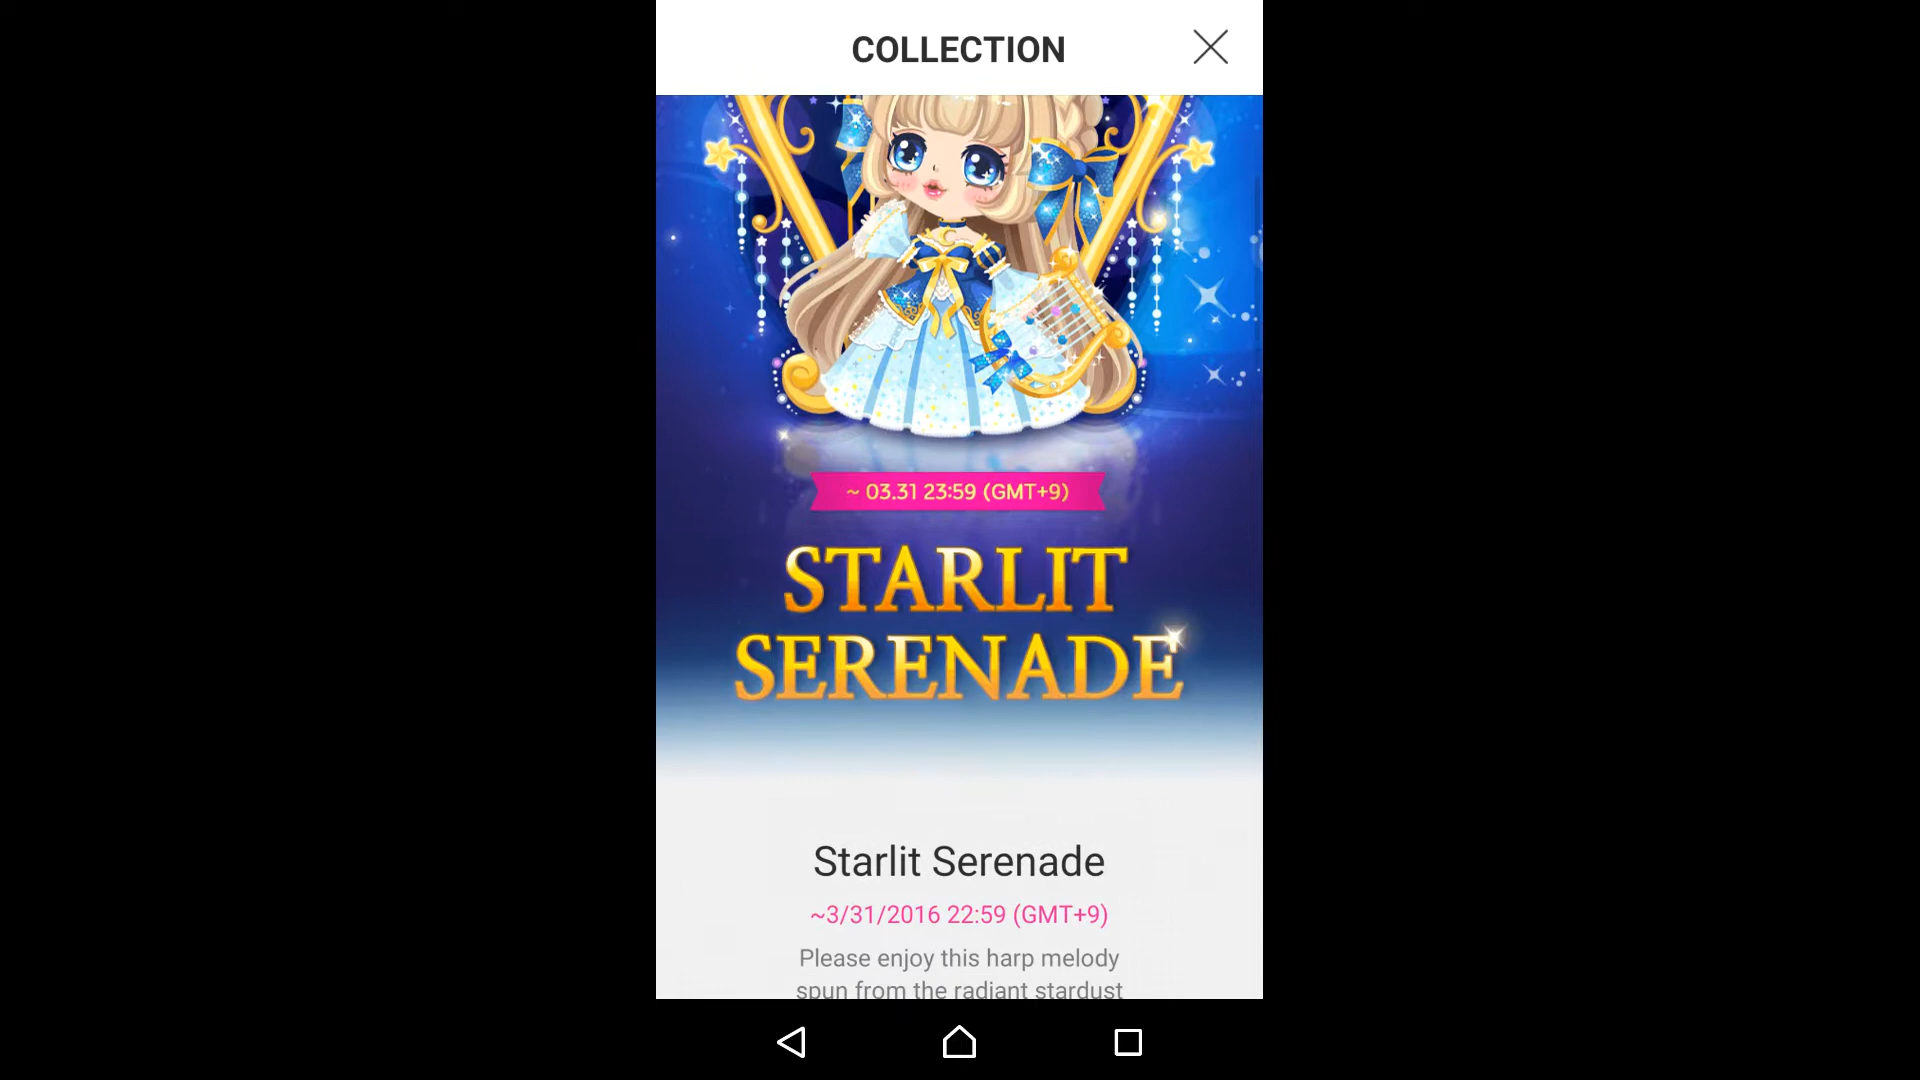 COLLECTION
~ 03.31 23:59 (GMT+9)
STARLIT
SERENADE
Starlit Serenade
~3/31/2016 22:59 (GMT+9)
Please enjoy this harp melody
spun from the radiant stardust